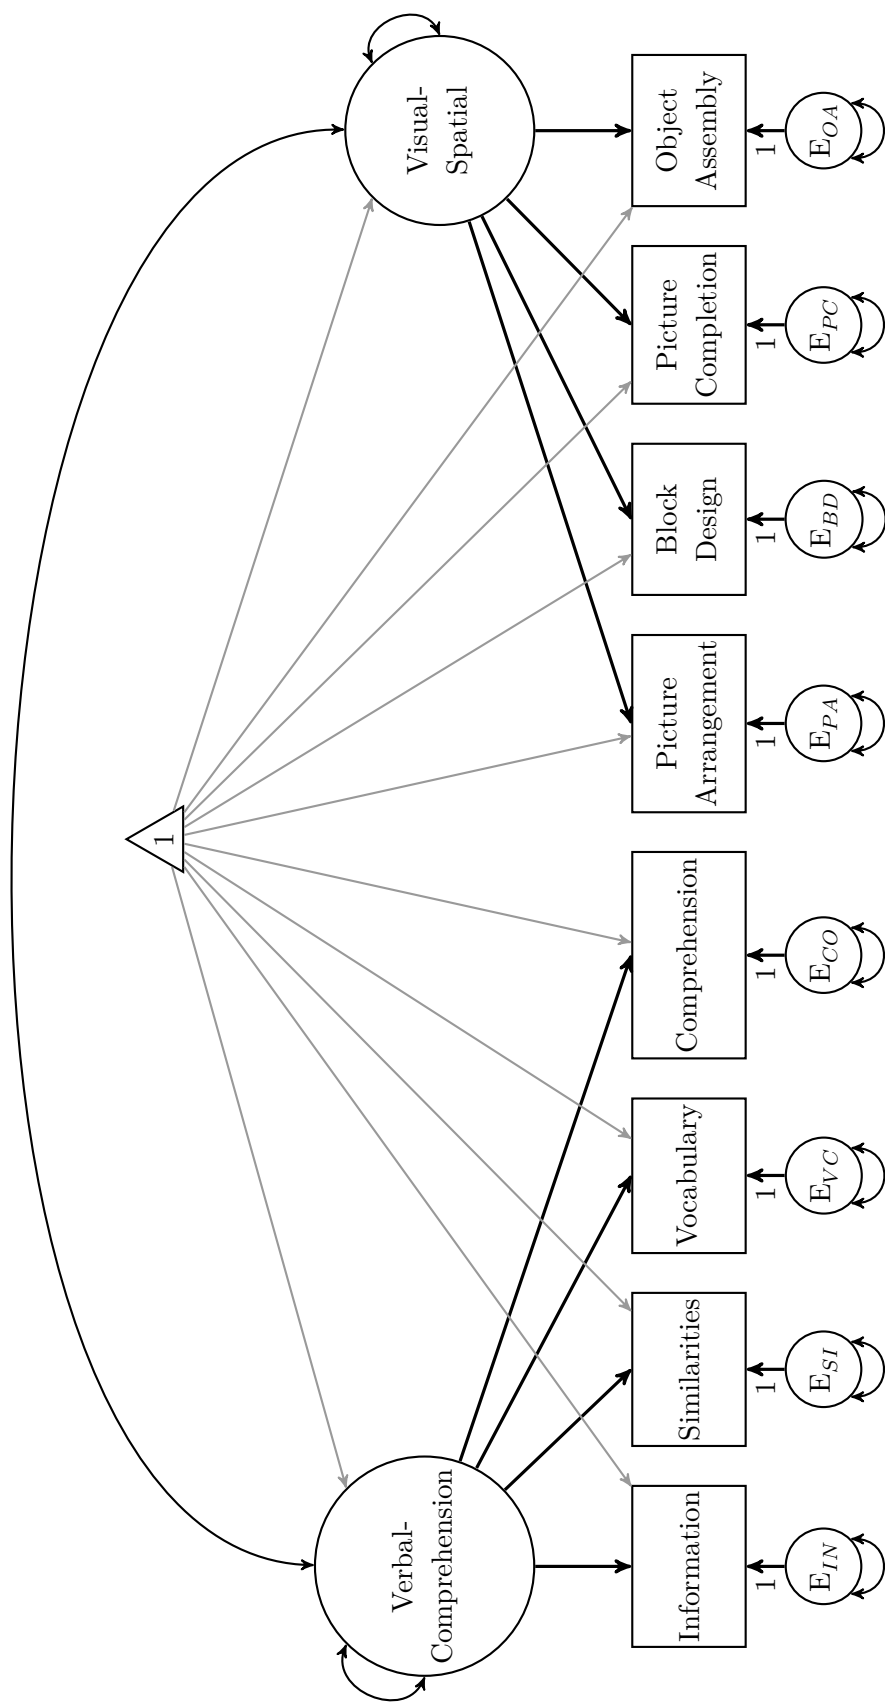 1
Verbal-
Comprehension
Visual-
Spatial
Information
Similarities
Vocabulary
Comprehension
Picture
Arrangement
Block
Design
Picture
Completion
Object
Assembly
1
1
1
1
1
1
1
1
E_IN
E_SI
E_VC
E_CO
E_PA
E_BD
E_PC
E_OA